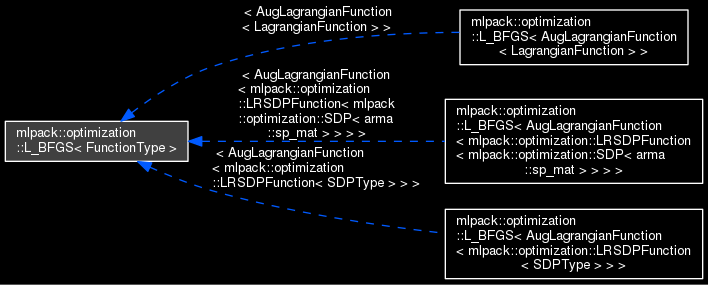 mlpack::optimization
::L_BFGS< FunctionType >
< AugLagrangianFunction
< LagrangianFunction > >
mlpack::optimization
::L_BFGS< AugLagrangianFunction
< LagrangianFunction > >
< AugLagrangianFunction
< mlpack::optimization
::LRSDPFunction< mlpack
::optimization::SDP< arma
::sp_mat > > > >
mlpack::optimization
::L_BFGS< AugLagrangianFunction
< mlpack::optimization::LRSDPFunction
< mlpack::optimization::SDP< arma
::sp_mat > > > >
< AugLagrangianFunction
< mlpack::optimization
::LRSDPFunction< SDPType > > >
mlpack::optimization
::L_BFGS< AugLagrangianFunction
< mlpack::optimization::LRSDPFunction
< SDPType > > >